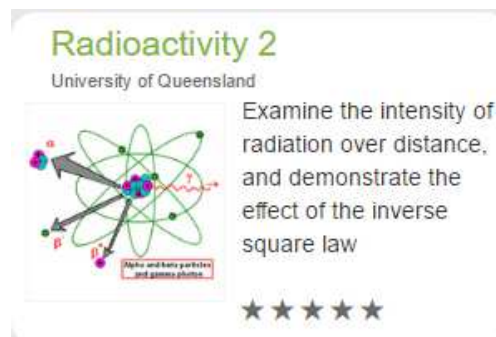 Radioactivity 2
University of Queensland
Examine the intensity of
radiation over distance,
and demonstrate the
effect of the inverse
square law
α
γ
β-
β+
Alpha and beta particles
and gamma photons